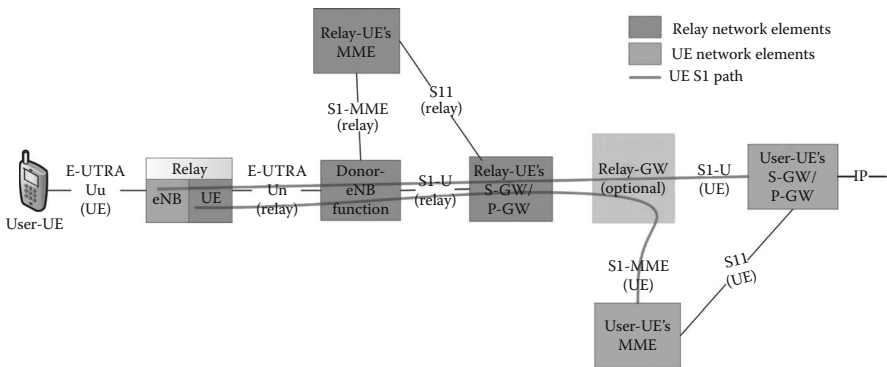 Relay-UE's
MME
Relay network elements
UE network elements
UE S1 path
S1-MME
(relay)
S11
(relay)
User-UE
E-UTRA
Uu
(UE)
Relay
eNB
UE
E-UTRA
Un
(relay)
Donor-
eNB
function
S1-U
(relay)
Relay-UE's
S-GW/
P-GW
Relay-GW
(optional)
S1-U
(UE)
User-UE's
S-GW/
P-GW
IP
S1-MME
(UE)
S11
(UE)
User-UE's
MME